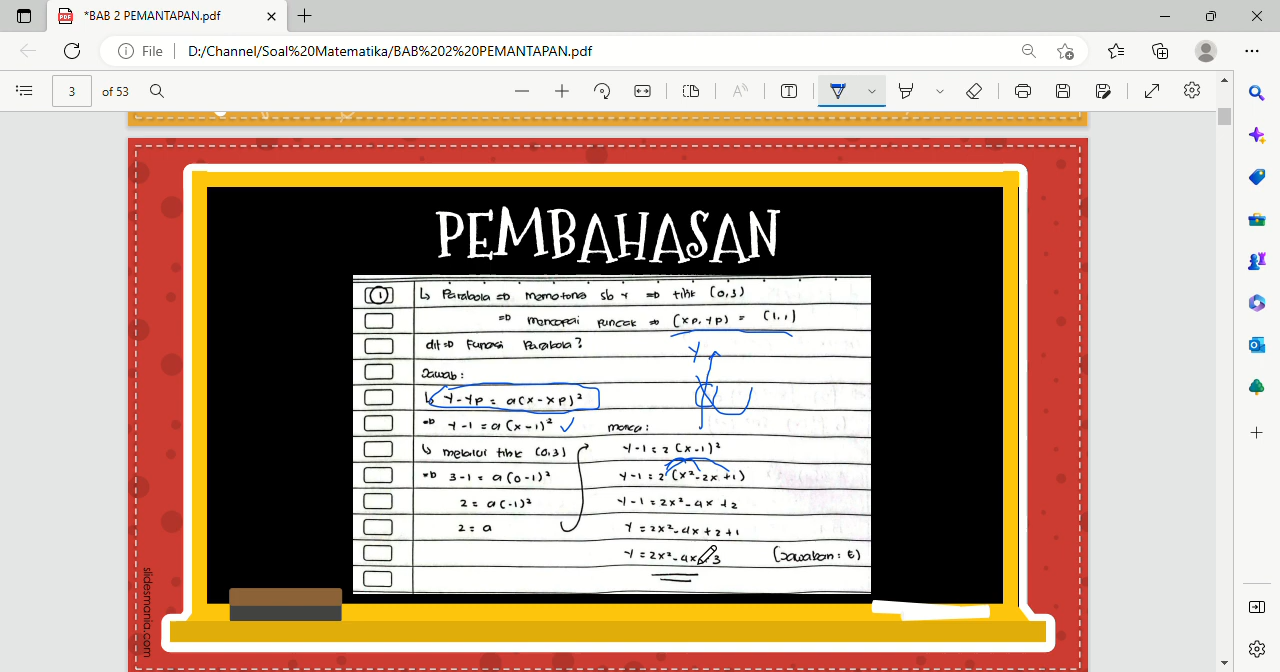 *BAB 2 PEMANTAPAN.pdf
File
D:/Channel/Soal%20Matematika/BAB%202%20PEMANTAPAN.pdf
3 of 53
PEMBAHASAN
① ↳ Parabola => memotong sb Y => titik (0,3)
=> mencapai puncak => (xp, yp) = (1,1)
dit => Fungsi Parabola?
Jawab:
↳ Y-Yp = a(x-xp)²
=> Y-1 = a(x-1)² ✓
↳ melalui titik (0,3)
=> 3-1 = a(0-1)²
2 = a(-1)²
2 = a
Y
maka:
Y-1 = 2(x-1)²
Y-1 = 2(x²-2x+1)
Y-1 = 2x²-4x+2
Y = 2x²-4x+2+1
Y = 2x²-4x 3 (Jawaban: E)
slidesmania.com